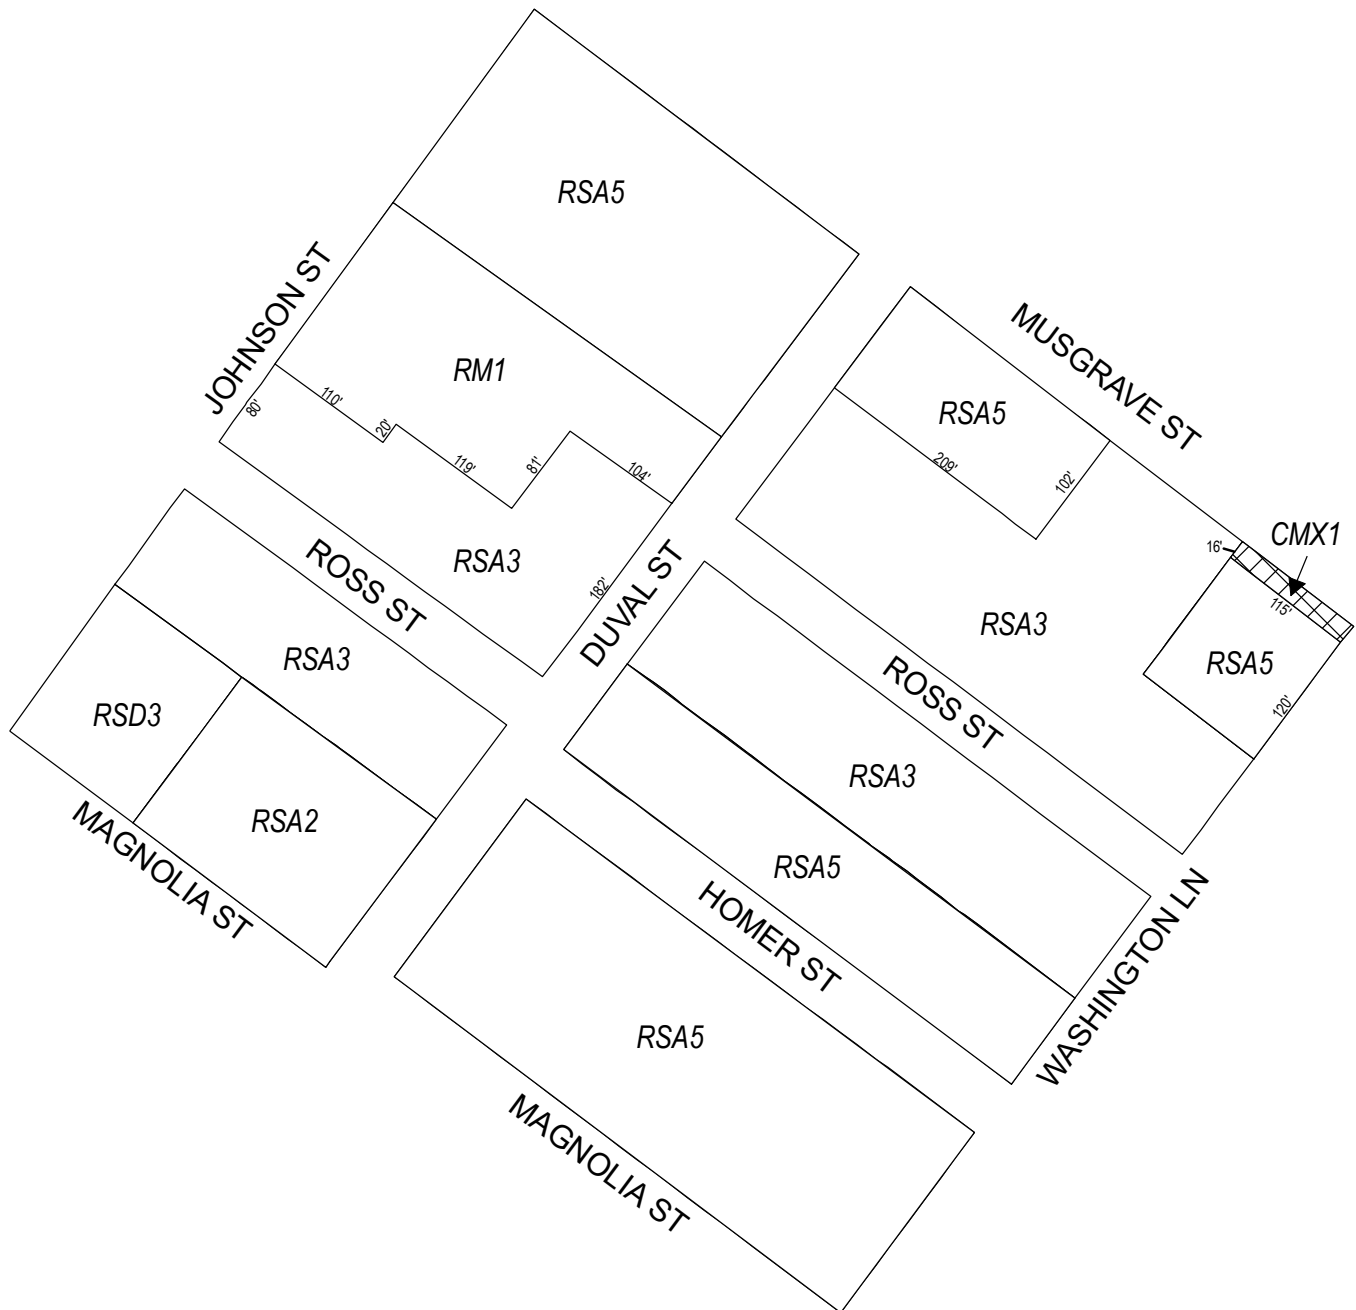 RSA5
JOHNSON ST
MUSGRAVE ST
RM1
110'
80'
20'
119'
81'
104'
RSA5
209'
102'
CMX1
16'
115'
ROSS ST
RSA3
182'
DUVAL ST
RSA3
RSA5
120'
RSA3
RSD3
ROSS ST
RSA2
RSA3
MAGNOLIA ST
RSA5
HOMER ST
WASHINGTON LN
RSA5
MAGNOLIA ST